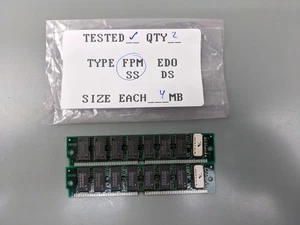 TESTED ✓ QTY 2
TYPE FPM EDO
SS DS
SIZE EACH 4 MB